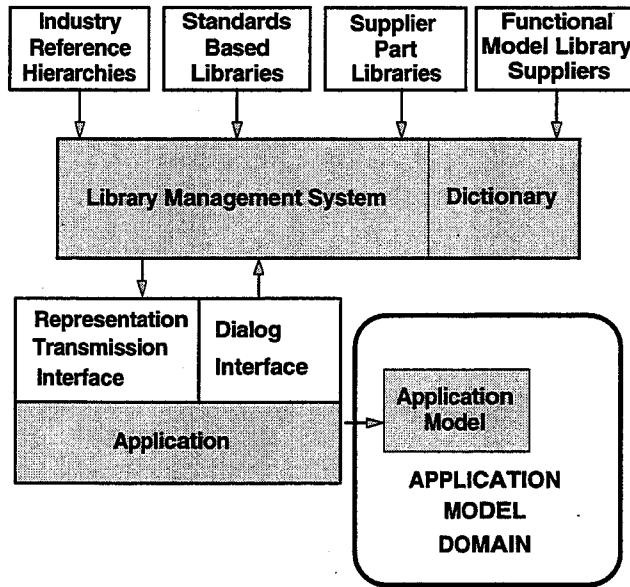 Industry
Reference
Hierarchies
Standards
Based
Libraries
Supplier
Part
Libraries
Functional
Model Library
Suppliers
Library Management System
Dictionary
Representation
Transmission
Interface
Dialog
Interface
Application
Application
Model
APPLICATION
MODEL
DOMAIN